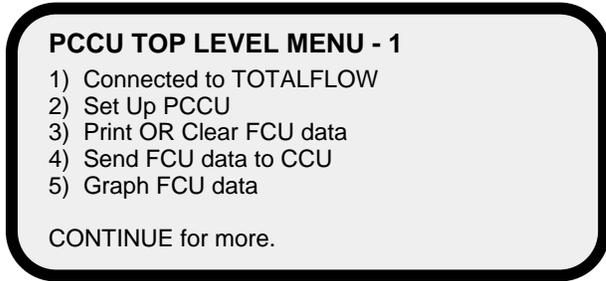 PCCU TOP LEVEL MENU - 1
1) Connected to TOTALFLOW
2) Set Up PCCU
3) Print OR Clear FCU data
4) Send FCU data to CCU
5) Graph FCU data
CONTINUE for more.